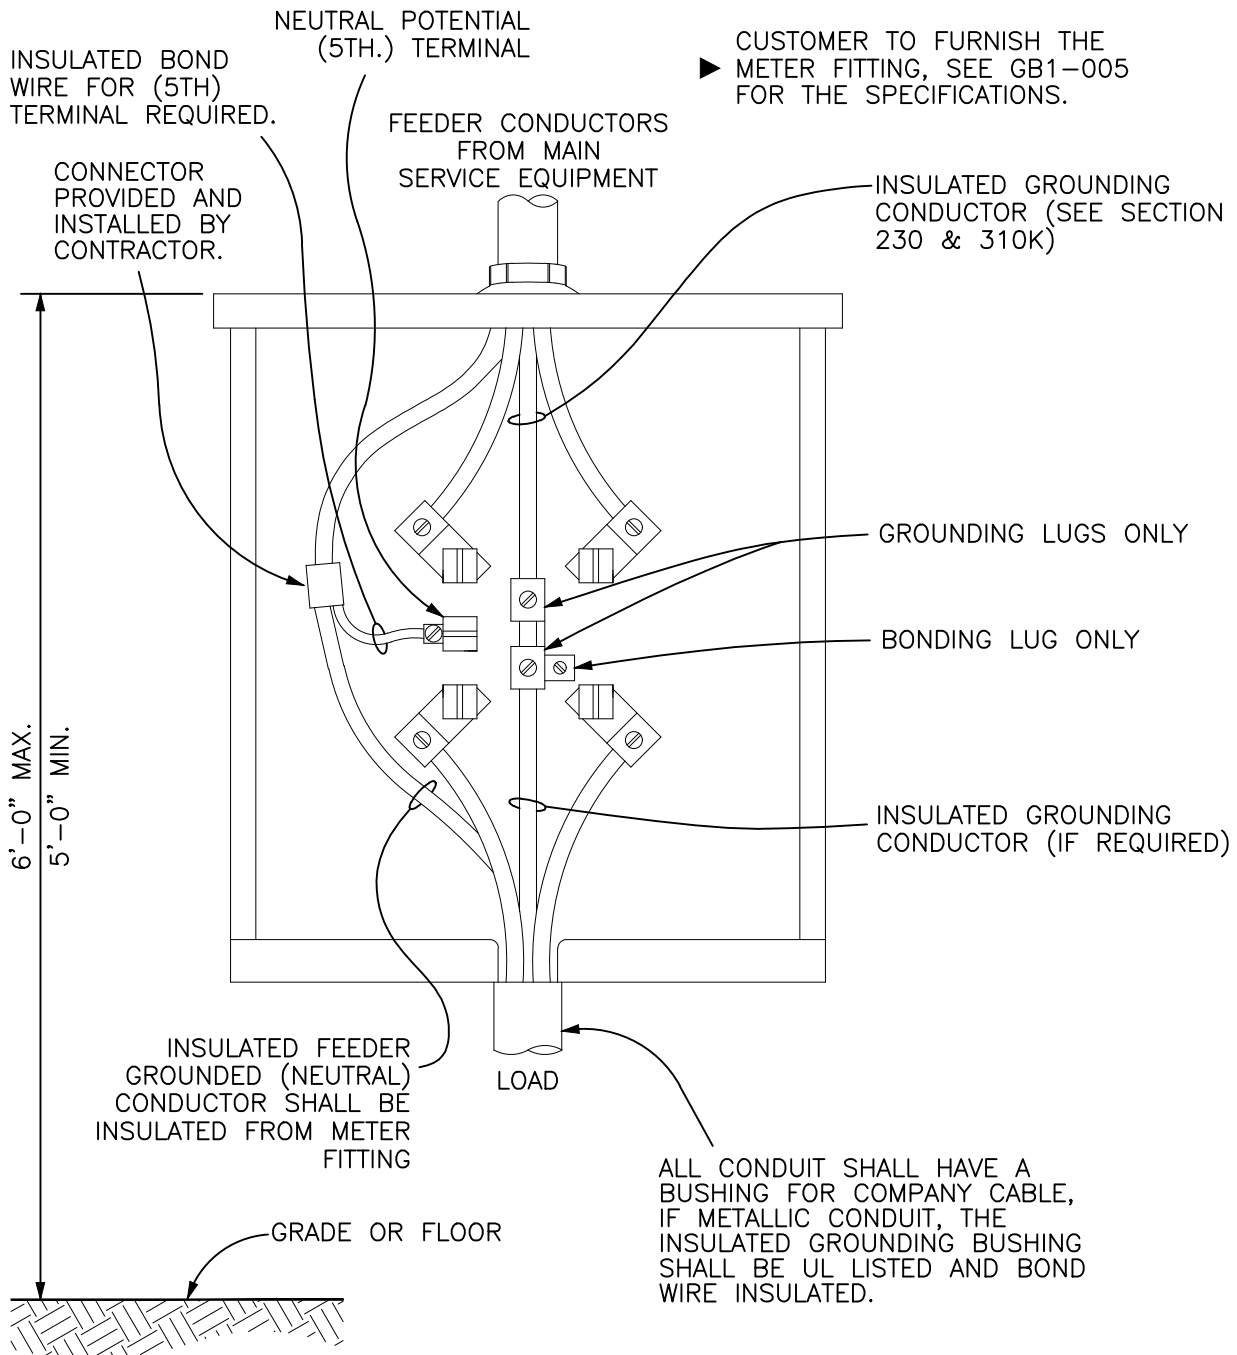 NEUTRAL POTENTIAL
(5TH.) TERMINAL
INSULATED BOND
WIRE FOR (5TH)
TERMINAL REQUIRED.
▶ CUSTOMER TO FURNISH THE
METER FITTING, SEE GB1-005
FOR THE SPECIFICATIONS.
FEEDER CONDUCTORS
FROM MAIN
SERVICE EQUIPMENT
CONNECTOR
PROVIDED AND
INSTALLED BY
CONTRACTOR.
INSULATED GROUNDING
CONDUCTOR (SEE SECTION
230 & 310K)
GROUNDING LUGS ONLY
BONDING LUG ONLY
6'-0" MAX.
5'-0" MIN.
INSULATED GROUNDING
CONDUCTOR (IF REQUIRED)
INSULATED FEEDER
GROUNDED (NEUTRAL)
CONDUCTOR SHALL BE
INSULATED FROM METER
FITTING
LOAD
ALL CONDUIT SHALL HAVE A
BUSHING FOR COMPANY CABLE,
IF METALLIC CONDUIT, THE
INSULATED GROUNDING BUSHING
SHALL BE UL LISTED AND BOND
WIRE INSULATED.
GRADE OR FLOOR